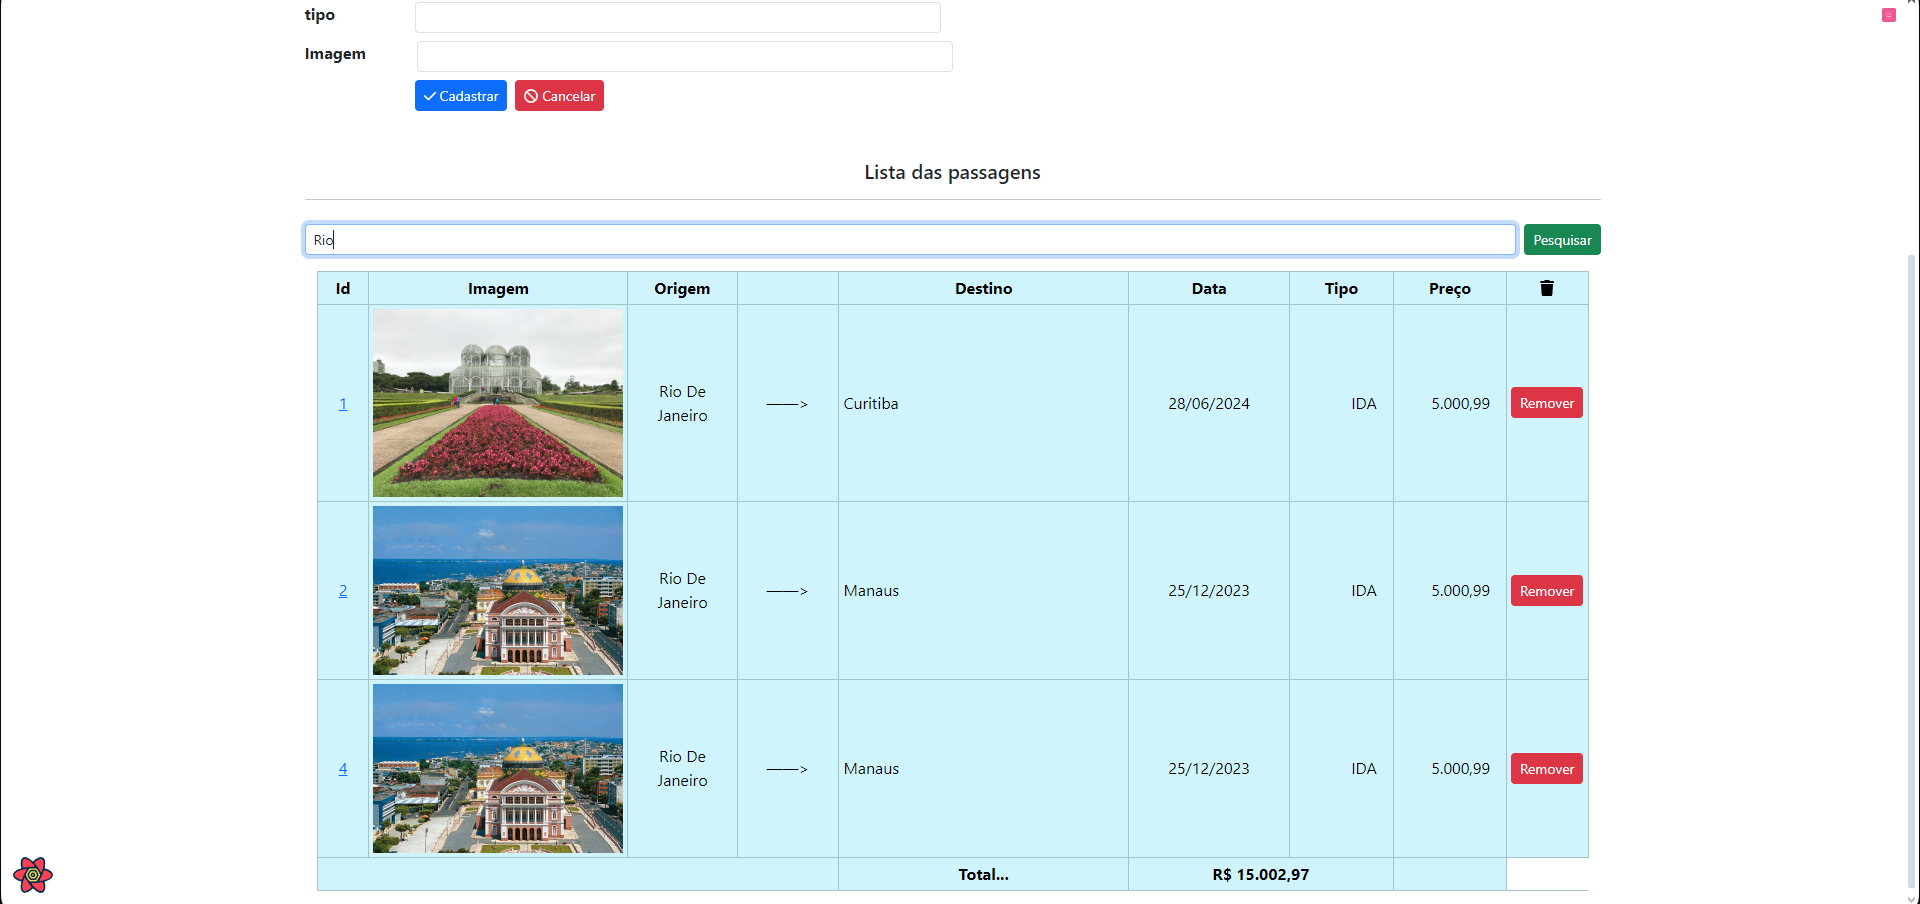 tipo
Imagem
Cadastrar Cancelar
Lista das passagens
Rio Pesquisar
Id Imagem Origem Destino Data Tipo Preço
1 Rio De Janeiro ——> Curitiba 28/06/2024 IDA 5.000,99 Remover
2 Rio De Janeiro ——> Manaus 25/12/2023 IDA 5.000,99 Remover
4 Rio De Janeiro ——> Manaus 25/12/2023 IDA 5.000,99 Remover
Total... R$ 15.002,97